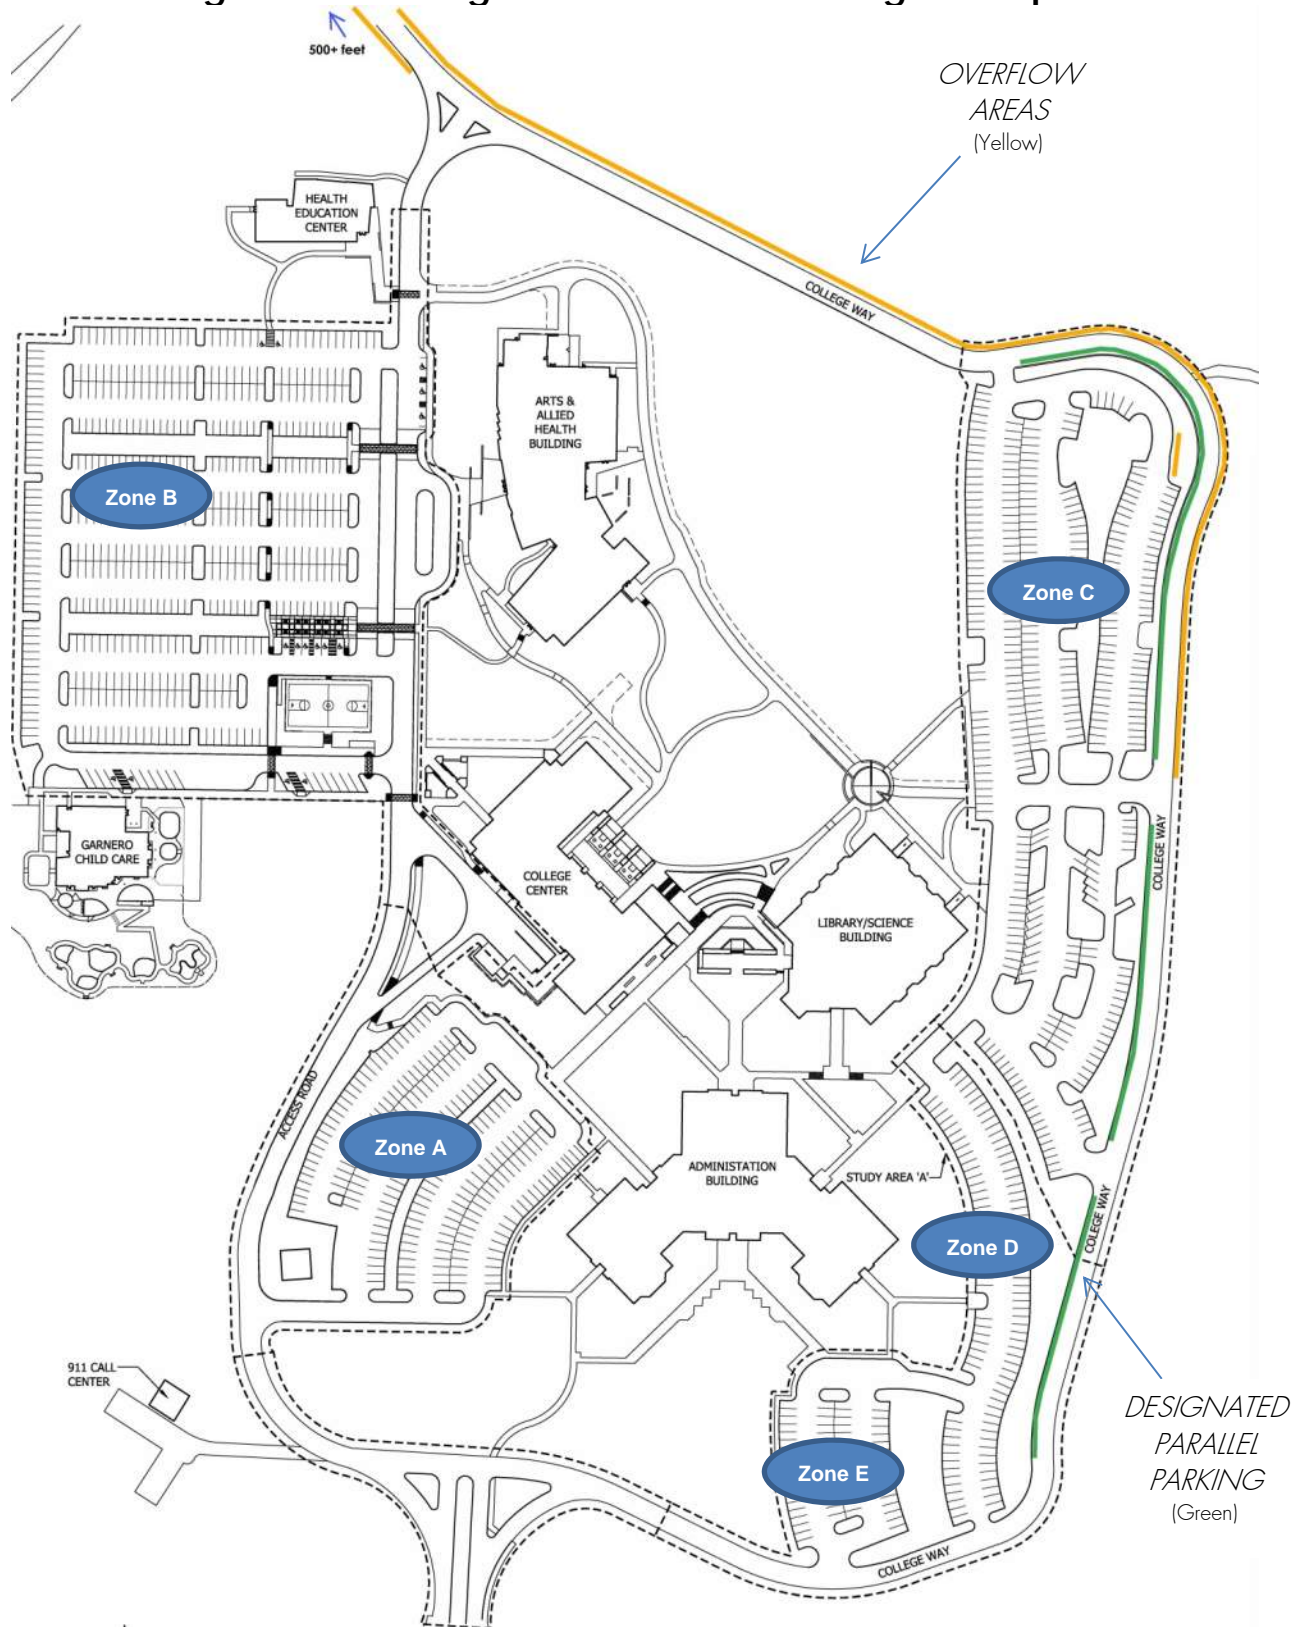 500+ feet
OVERFLOW
AREAS
(Yellow)
HEALTH
EDUCATION
CENTER
COLLEGE WAY
ARTS &
ALLIED
HEALTH
BUILDING
Zone B
Zone C
GARNERO
CHILD CARE
COLLEGE
CENTER
LIBRARY/SCIENCE
BUILDING
COLLEGE WAY
ACCESS ROAD
Zone A
ADMINISTATION
BUILDING
STUDY AREA 'A'
COLEGE WAY
Zone D
911 CALL
CENTER
DESIGNATED
PARALLEL
PARKING
(Green)
Zone E
COLLEGE WAY